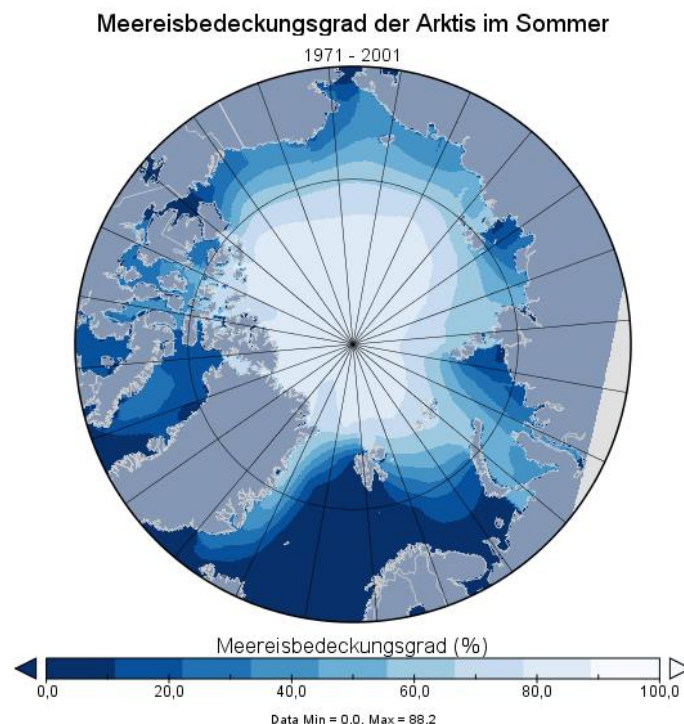 Meereisbedeckungsgrad der Arktis im Sommer
1971 - 2001
Meereisbedeckungsgrad (%)
0,0 20,0 40,0 60,0 80,0 100,0
Data Min = 0.0, Max = 88.2